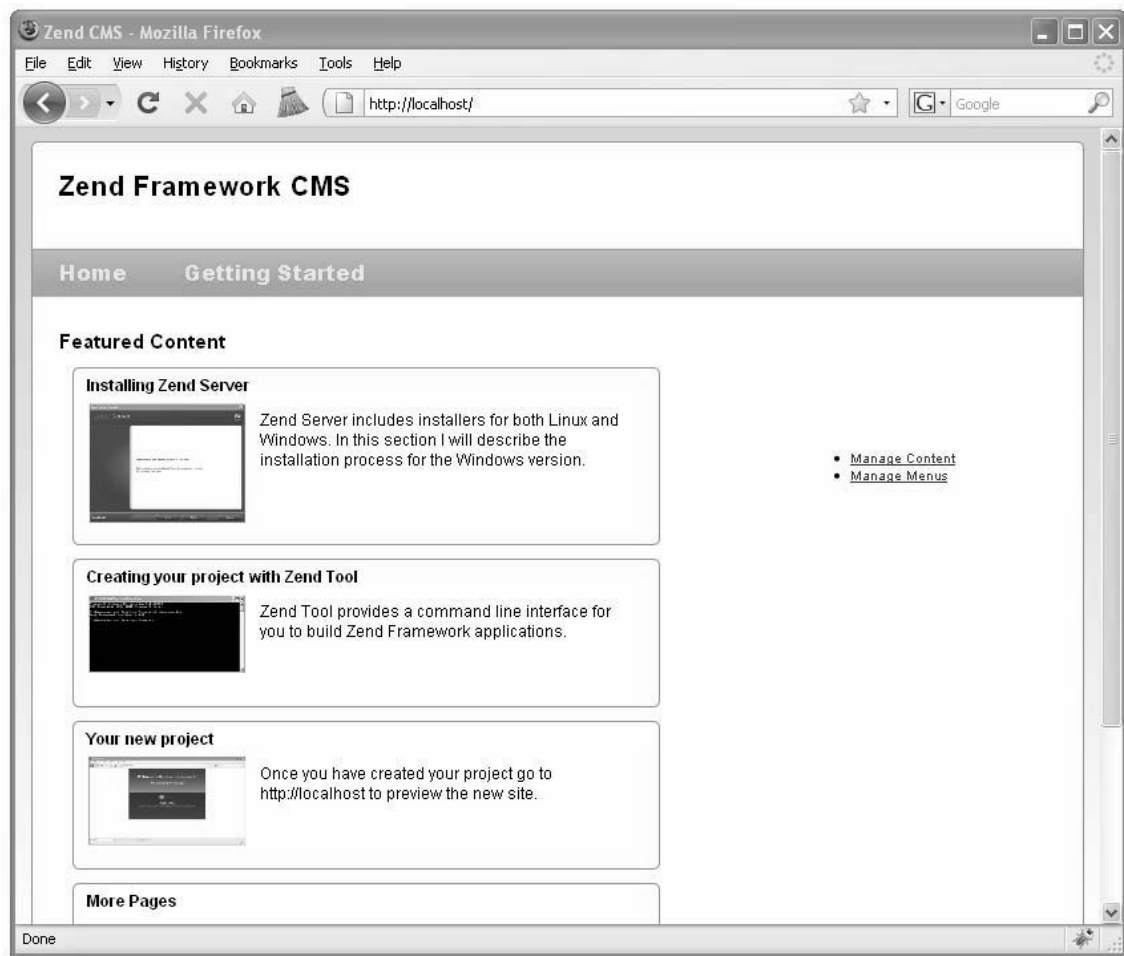 Zend CMS - Mozilla Firefox
File Edit View History Bookmarks Tools Help
http://localhost/
G Google
Zend Framework CMS
Home Getting Started
Featured Content
Installing Zend Server
Zend Server includes installers for both Linux and
Windows. In this section I will describe the
installation process for the Windows version.
Manage Content
Manage Menus
Creating your project with Zend Tool
Zend Tool provides a command line interface for
you to build Zend Framework applications.
Your new project
Once you have created your project go to
http://localhost to preview the new site.
More Pages
Done